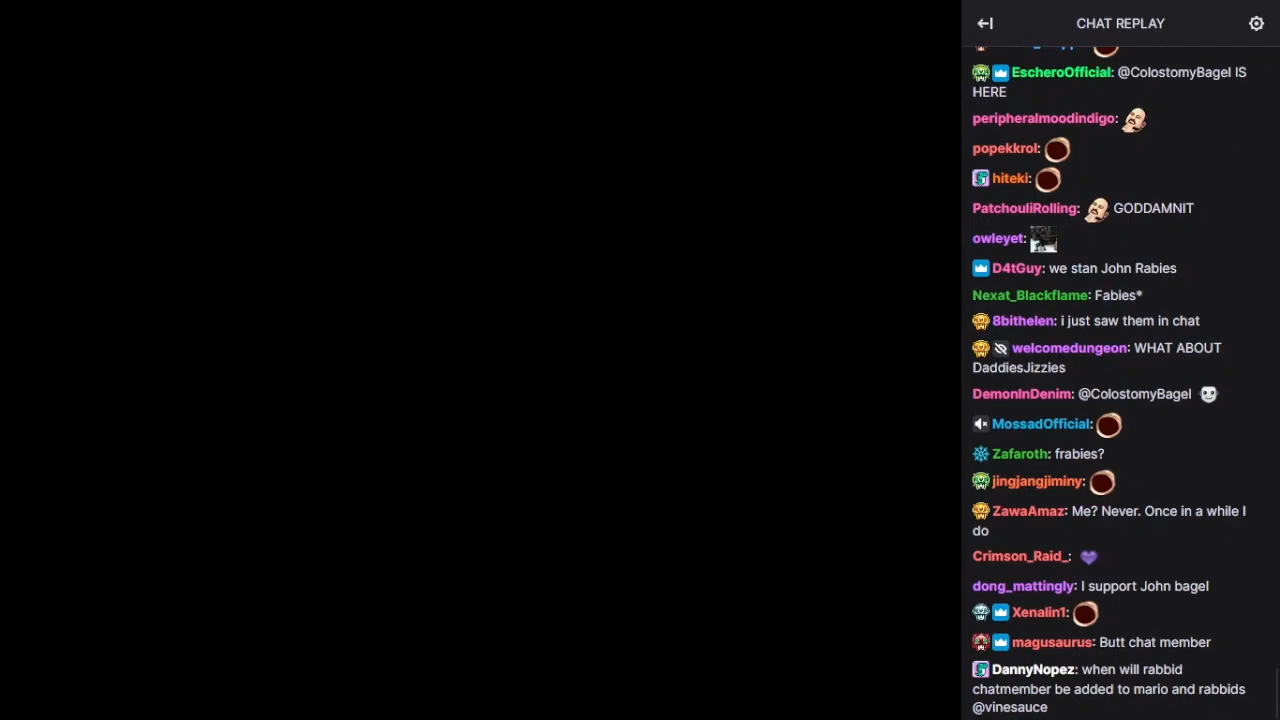 CHAT REPLAY
EscheroOfficial: @ColostomyBagel IS
HERE
peripheralmoodindigo:
popekkrol:
hiteki:
PatchouliRolling: GODDAMNIT
owleyet:
D4tGuy: we stan John Rabies
Nexat_Blackflame: Fabies*
8bithelen: i just saw them in chat
welcomedungeon: WHAT ABOUT
DaddiesJizzies
DemonInDenim: @ColostomyBagel
MossadOfficial:
Zafaroth: frabies?
jingjangjiminy:
ZawaAmaz: Me? Never. Once in a while I
do
Crimson_Raid_:
dong_mattingly: I support John bagel
Xenalin1:
magusaurus: Butt chat member
DannyNopez: when will rabbid
chatmember be added to mario and rabbids
@vinesauce